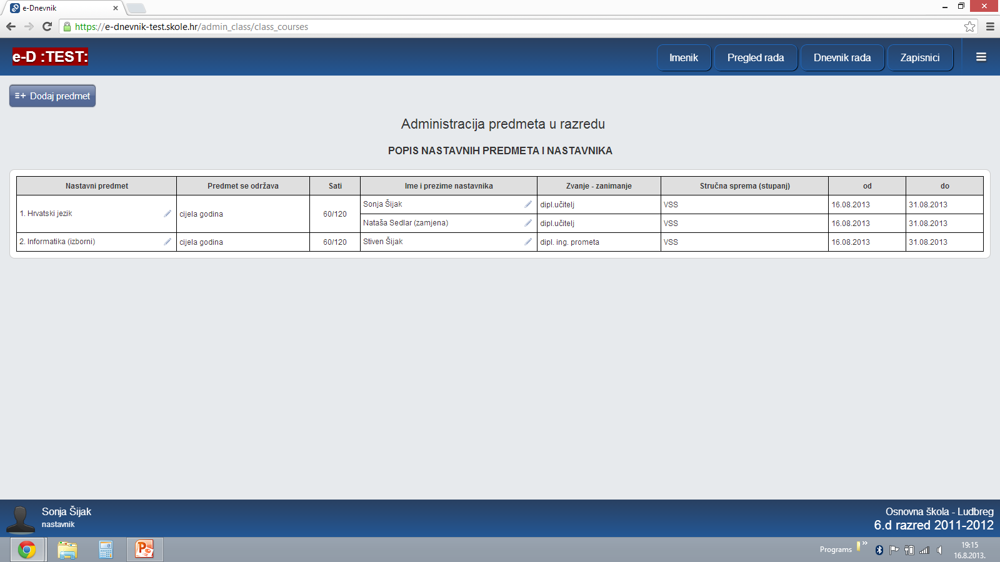 e-Dnevnik
https://e-dnevnik-test.skole.hr/admin_class/class_courses
e-D :TEST:
Imenik
Pregled rada
Dnevnik rada
Zapisnici
Dodaj predmet
Administracija predmeta u razredu
POPIS NASTAVNIH PREDMETA I NASTAVNIKA
Nastavni predmet Predmet se održava Sati Ime i prezime nastavnika Zvanje - zanimanje Stručna sprema (stupanj) od do
1. Hrvatski jezik cijela godina 60/120 Sonja Šijak dipl.učitelj VSS 16.08.2013 31.08.2013
Nataša Sedlar (zamjena) dipl.učitelj VSS 16.08.2013 31.08.2013
2. Informatika (izborni) cijela godina 60/120 Stiven Šijak dipl. ing. prometa VSS 16.08.2013 31.08.2013
Sonja Šijak
nastavnik
Osnovna škola - Ludbreg
6.d razred 2011-2012
Programs
19:15
16.8.2013.